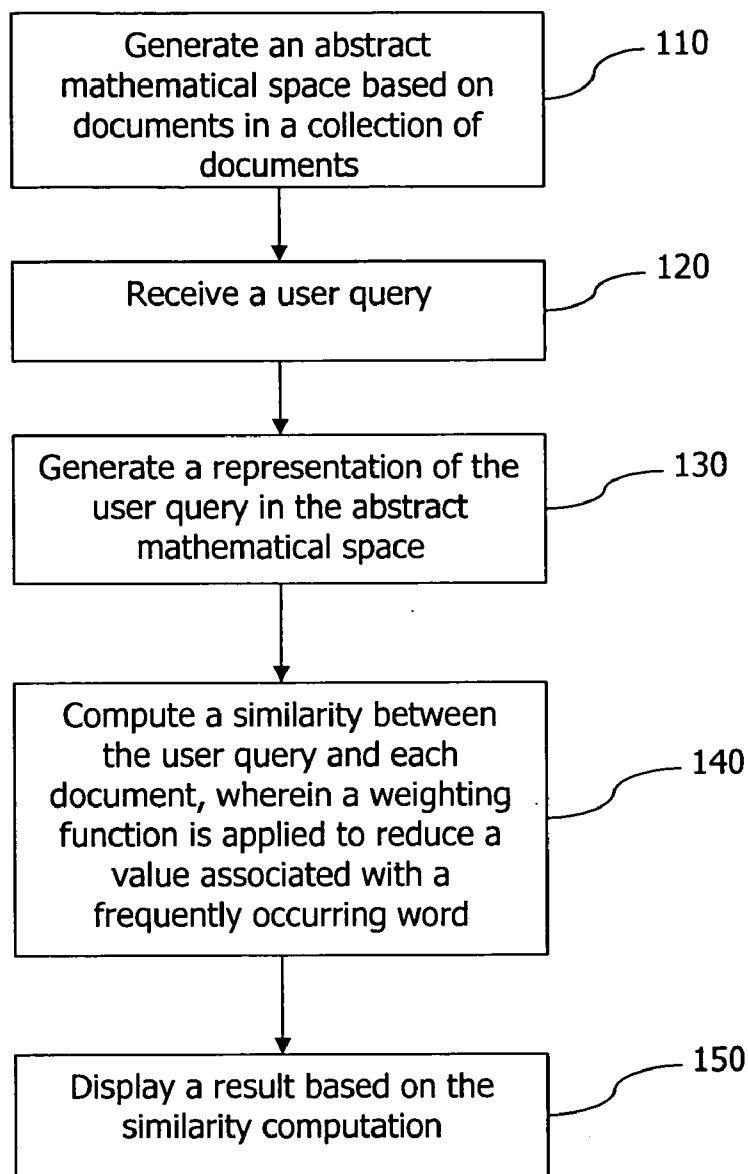 Generate an abstract
mathematical space based on
documents in a collection of
documents
110
Receive a user query
120
Generate a representation of the
user query in the abstract
mathematical space
130
Compute a similarity between
the user query and each
document, wherein a weighting
function is applied to reduce a
value associated with a
frequently occurring word
140
Display a result based on the
similarity computation
150